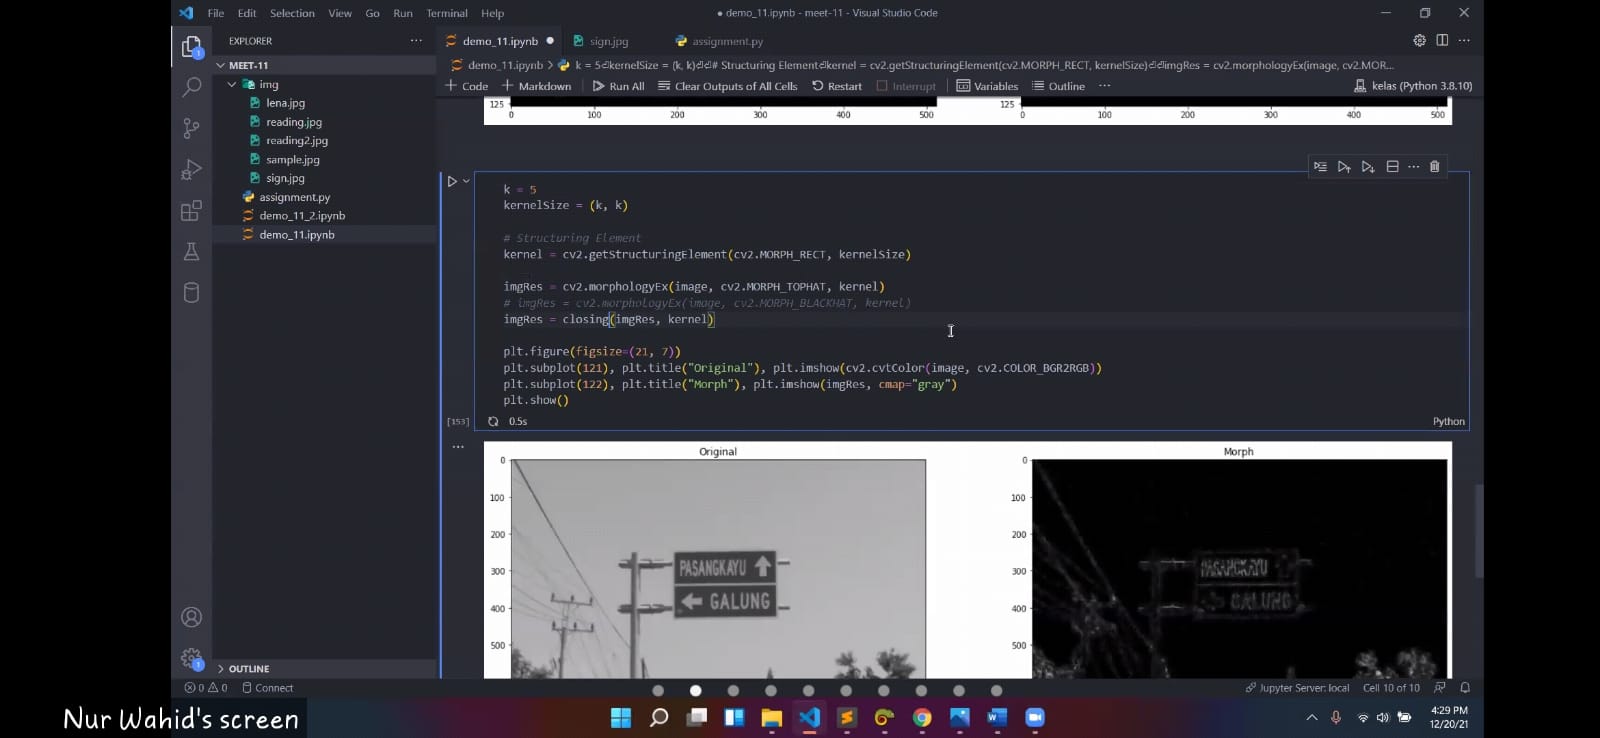 File Edit Selection View Go Run Terminal Help
● demo_11.ipynb - meet-11 - Visual Studio Code
EXPLORER
MEET-11
img
lena.jpg
reading.jpg
reading2.jpg
sample.jpg
sign.jpg
assignment.py
demo_11_2.ipynb
demo_11.ipynb
OUTLINE
demo_11.ipynb ● sign.jpg assignment.py
demo_11.ipynb > k = 5⏎kernelSize = (k, k)⏎⏎# Structuring Element⏎kernel = cv2.getStructuringElement(cv2.MORPH_RECT, kernelSize)⏎⏎imgRes = cv2.morphologyEx(image, cv2.MOR...
+ Code + Markdown Run All Clear Outputs of All Cells Restart Interrupt Variables Outline ... kelas (Python 3.8.10)
125 125
0 100 200 300 400 500 0 100 200 300 400 500
k = 5
kernelSize = (k, k)
# Structuring Element
kernel = cv2.getStructuringElement(cv2.MORPH_RECT, kernelSize)
imgRes = cv2.morphologyEx(image, cv2.MORPH_TOPHAT, kernel)
# imgRes = cv2.morphologyEx(image, cv2.MORPH_BLACKHAT, kernel)
imgRes = closing(imgRes, kernel)
plt.figure(figsize=(21, 7))
plt.subplot(121), plt.title("Original"), plt.imshow(cv2.cvtColor(image, cv2.COLOR_BGR2RGB))
plt.subplot(122), plt.title("Morph"), plt.imshow(imgRes, cmap="gray")
plt.show()
[153] 0.5s Python
Original Morph
0 0
100 100
200 200
300 300
400 400
500 500
PASANGKAYU
GALUNG
PASANGKAYU
GALUNG
0 0 Connect Jupyter Server: local Cell 10 of 10
4:29 PM
12/20/21
Nur Wahid's screen
1
1